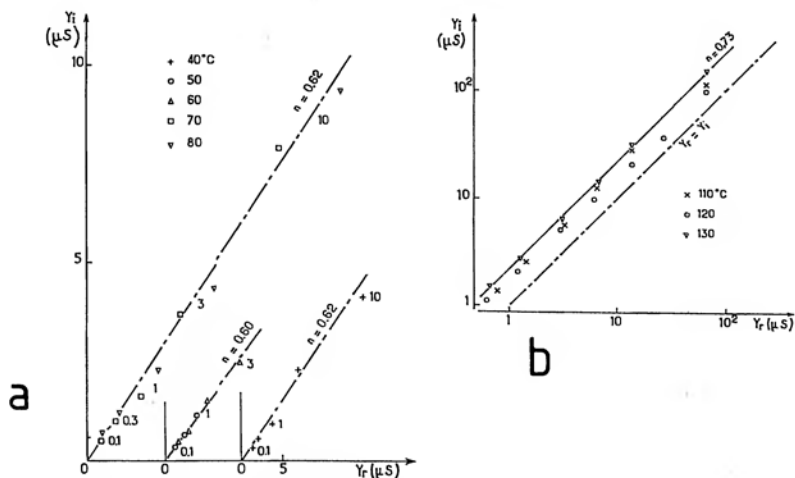 Yi
(µS)
10
+ 40°C
○ 50
△ 60
□ 70
▽ 80
n = 0,62
10
5
3
n = 0,60
n = 0,62
10
3
1
1
1
0.3
0.1
0.1
0.1
0
0
0
5
Yr (µS)
a
Yi
(µS)
10²
n = 0,73
Yr = Yi
10
× 110°C
○ 120
▽ 130
1
1
10
10²
Yr (µS)
b